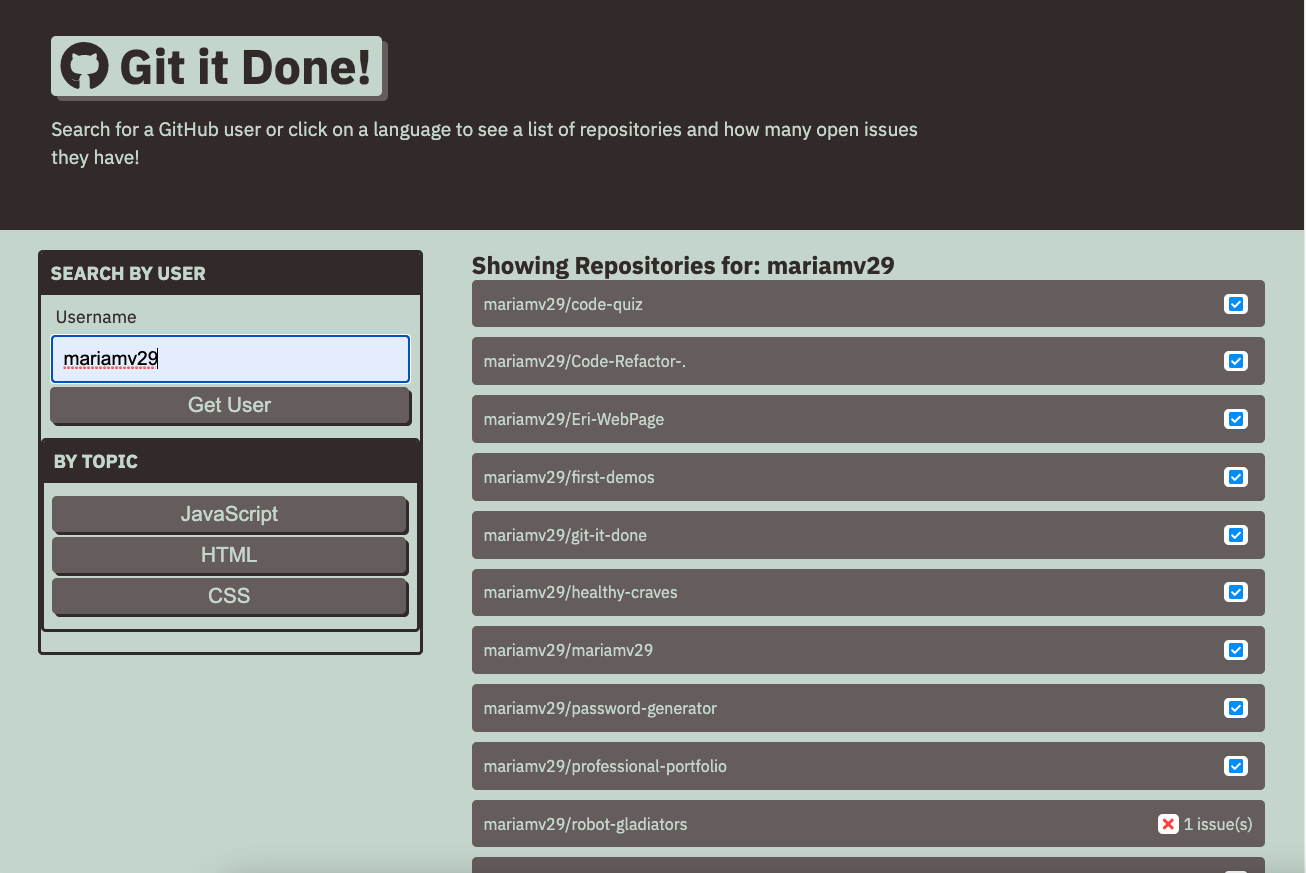 Git it Done!
Search for a GitHub user or click on a language to see a list of repositories and how many open issues
they have!
SEARCH BY USER
Username
mariamv29
Get User
BY TOPIC
JavaScript
HTML
CSS
Showing Repositories for: mariamv29
mariamv29/code-quiz
mariamv29/Code-Refactor-.
mariamv29/Eri-WebPage
mariamv29/first-demos
mariamv29/git-it-done
mariamv29/healthy-craves
mariamv29/mariamv29
mariamv29/password-generator
mariamv29/professional-portfolio
mariamv29/robot-gladiators 1 issue(s)